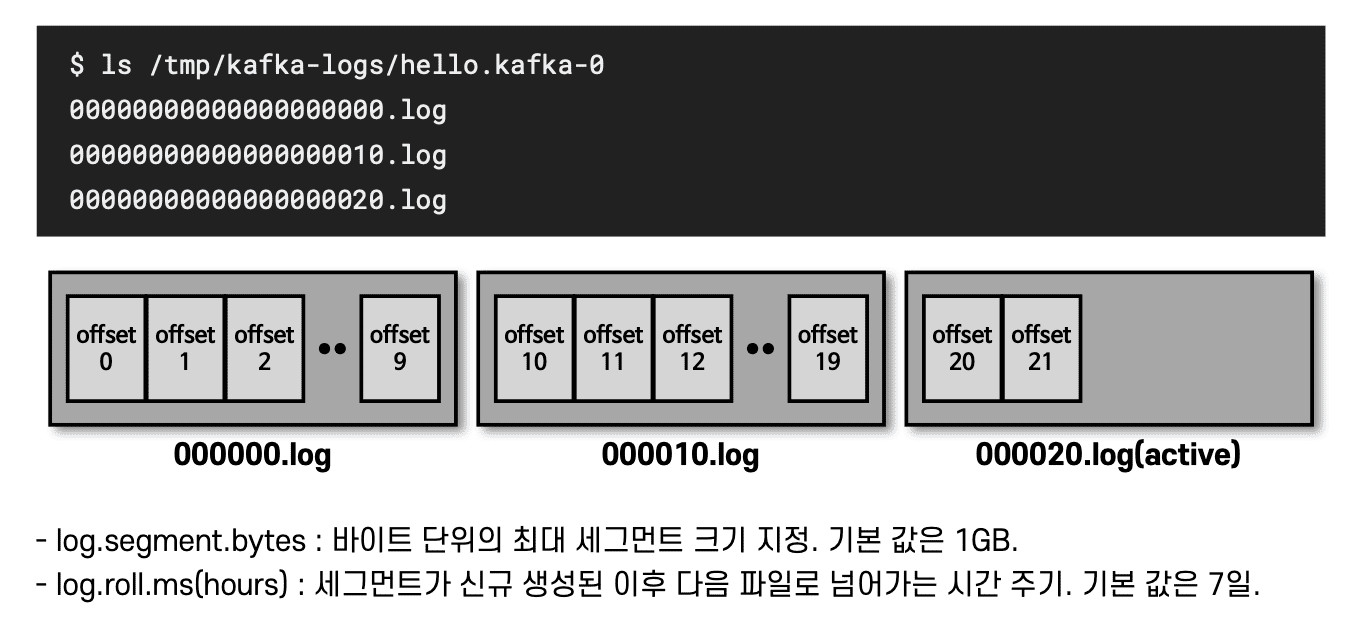 $ ls /tmp/kafka-logs/hello.kafka-0
00000000000000000000.log
00000000000000000010.log
00000000000000000020.log
offset 0 offset 1 offset 2 •• offset 9
offset 10 offset 11 offset 12 •• offset 19
offset 20 offset 21
000000.log 000010.log 000020.log(active)
- log.segment.bytes : 바이트 단위의 최대 세그먼트 크기 지정. 기본 값은 1GB.
- log.roll.ms(hours) : 세그먼트가 신규 생성된 이후 다음 파일로 넘어가는 시간 주기. 기본 값은 7일.